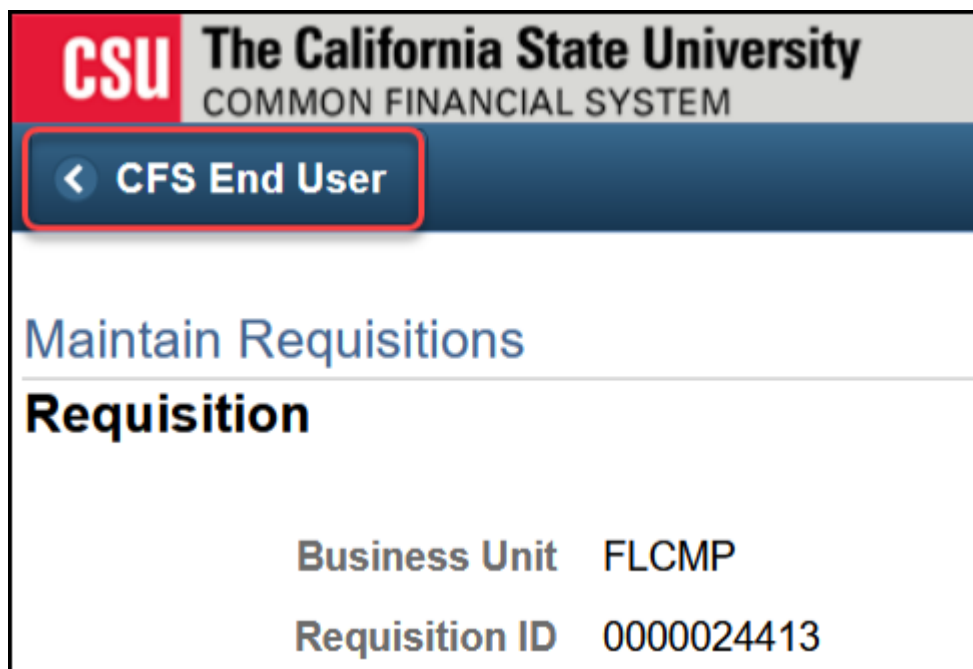 CSU The California State University
COMMON FINANCIAL SYSTEM
CFS End User
Maintain Requisitions
Requisition
Business Unit FLCMP
Requisition ID 0000024413